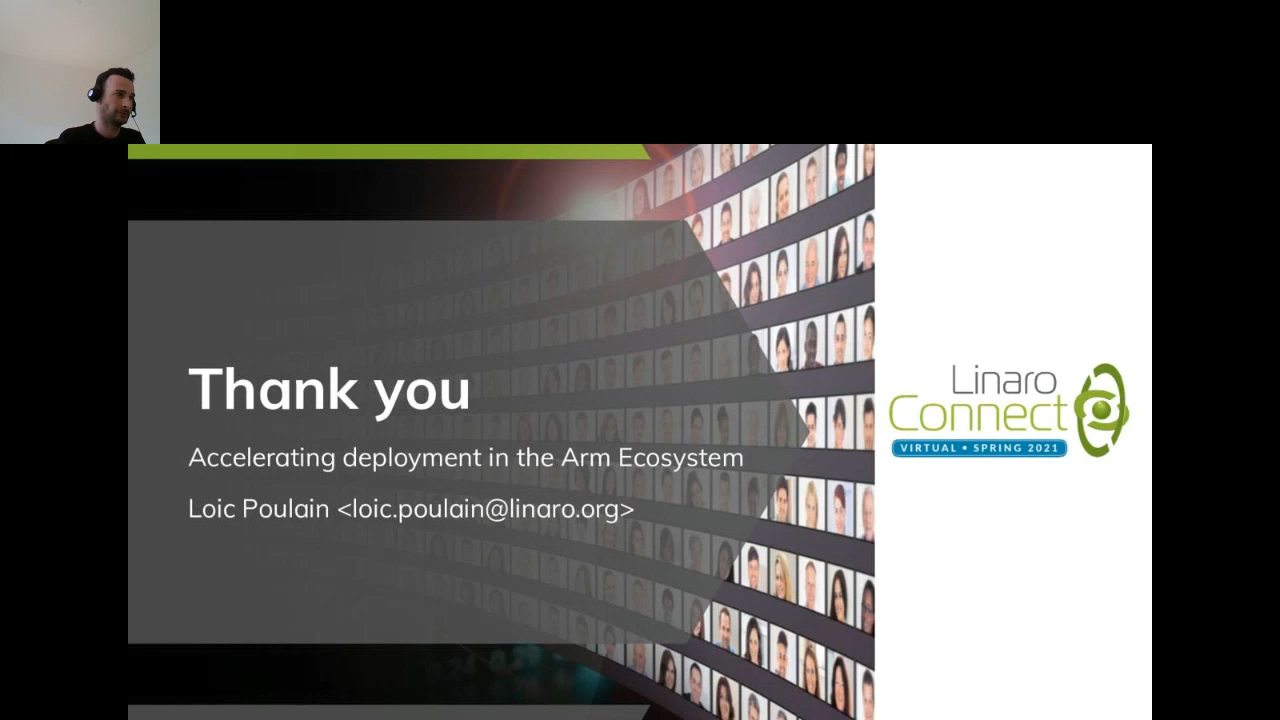 Thank you
Accelerating deployment in the Arm Ecosystem
Loic Poulain <loic.poulain@linaro.org>
Linaro
Connect
VIRTUAL • SPRING 2021